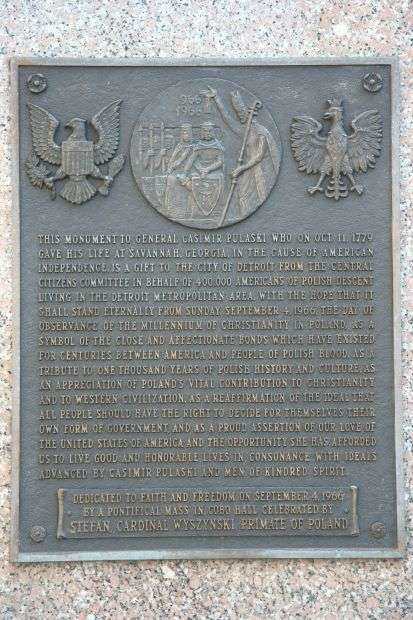 966
1966
THIS MONUMENT TO GENERAL CASIMIR PULASKI WHO ON OCT. 11, 1779
GAVE HIS LIFE AT SAVANNAH, GEORGIA, IN THE CAUSE OF AMERICAN
INDEPENDENCE, IS A GIFT TO THE CITY OF DETROIT FROM THE CENTRAL
CITIZENS COMMITTEE IN BEHALF OF 400,000 AMERICANS OF POLISH DESCENT
LIVING IN THE DETROIT METROPOLITAN AREA, WITH THE HOPE THAT IT
SHALL STAND ETERNALLY FROM SUNDAY, SEPTEMBER 4, 1966, THE DAY OF
OBSERVANCE OF THE MILLENNIUM OF CHRISTIANITY IN POLAND, AS A
SYMBOL OF THE CLOSE AND AFFECTIONATE BONDS WHICH HAVE EXISTED
FOR CENTURIES BETWEEN AMERICA AND PEOPLE OF POLISH BLOOD, AS A
TRIBUTE TO ONE THOUSAND YEARS OF POLISH HISTORY AND CULTURE, AS
AN APPRECIATION OF POLAND'S VITAL CONTRIBUTION TO CHRISTIANITY
AND TO WESTERN CIVILIZATION, AS A REAFFIRMATION OF THE IDEAL THAT
ALL PEOPLE SHOULD HAVE THE RIGHT TO DECIDE FOR THEMSELVES THEIR
OWN FORM OF GOVERNMENT, AND AS A PROUD ASSERTION OF OUR LOVE OF
THE UNITED STATES OF AMERICA AND THE OPPORTUNITY SHE HAS AFFORDED
US TO LIVE GOOD AND HONORABLE LIVES IN CONSONANCE WITH IDEALS
ADVANCED BY CASIMIR PULASKI AND MEN OF KINDRED SPIRIT.
DEDICATED TO FAITH AND FREEDOM ON SEPTEMBER 4, 1966
BY A PONTIFICAL MASS IN COBO HALL CELEBRATED BY
STEFAN CARDINAL WYSZYNSKI, PRIMATE OF POLAND